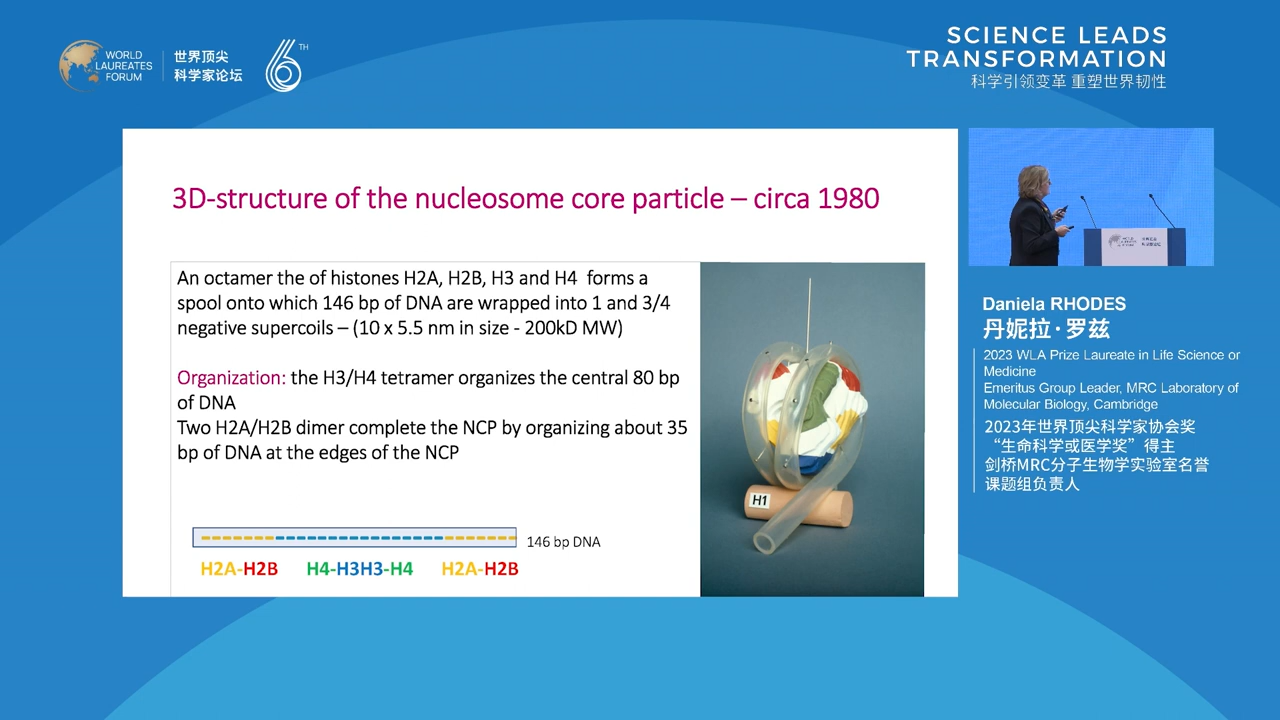 WORLD
LAUREATES
FORUM
世界顶尖
科学家论坛
6TH
SCIENCE LEADS
TRANSFORMATION
科学引领变革 重塑世界韧性
3D-structure of the nucleosome core particle – circa 1980
An octamer the of histones H2A, H2B, H3 and H4 forms a
spool onto which 146 bp of DNA are wrapped into 1 and 3/4
negative supercoils – (10 x 5.5 nm in size - 200kD MW)
Organization: the H3/H4 tetramer organizes the central 80 bp
of DNA
Two H2A/H2B dimer complete the NCP by organizing about 35
bp of DNA at the edges of the NCP
146 bp DNA
H2A-H2B H4-H3H3-H4 H2A-H2B
H1
Daniela RHODES
丹妮拉·罗兹
2023 WLA Prize Laureate in Life Science or
Medicine
Emeritus Group Leader, MRC Laboratory of
Molecular Biology, Cambridge
2023年世界顶尖科学家协会奖
“生命科学或医学奖”得主
剑桥MRC分子生物学实验室名誉
课题组负责人